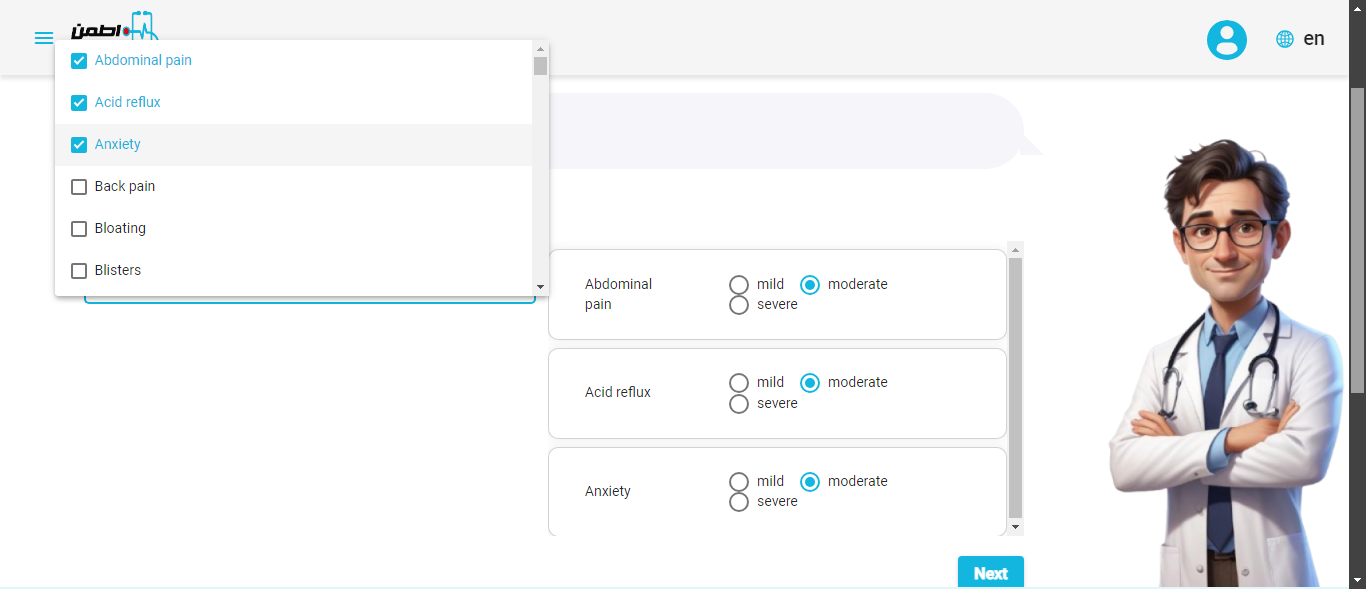 اطمن
en
Abdominal pain
Acid reflux
Anxiety
Back pain
Bloating
Blisters
Abdominal
pain
mild moderate
severe
Acid reflux
mild moderate
severe
Anxiety
mild moderate
severe
Next